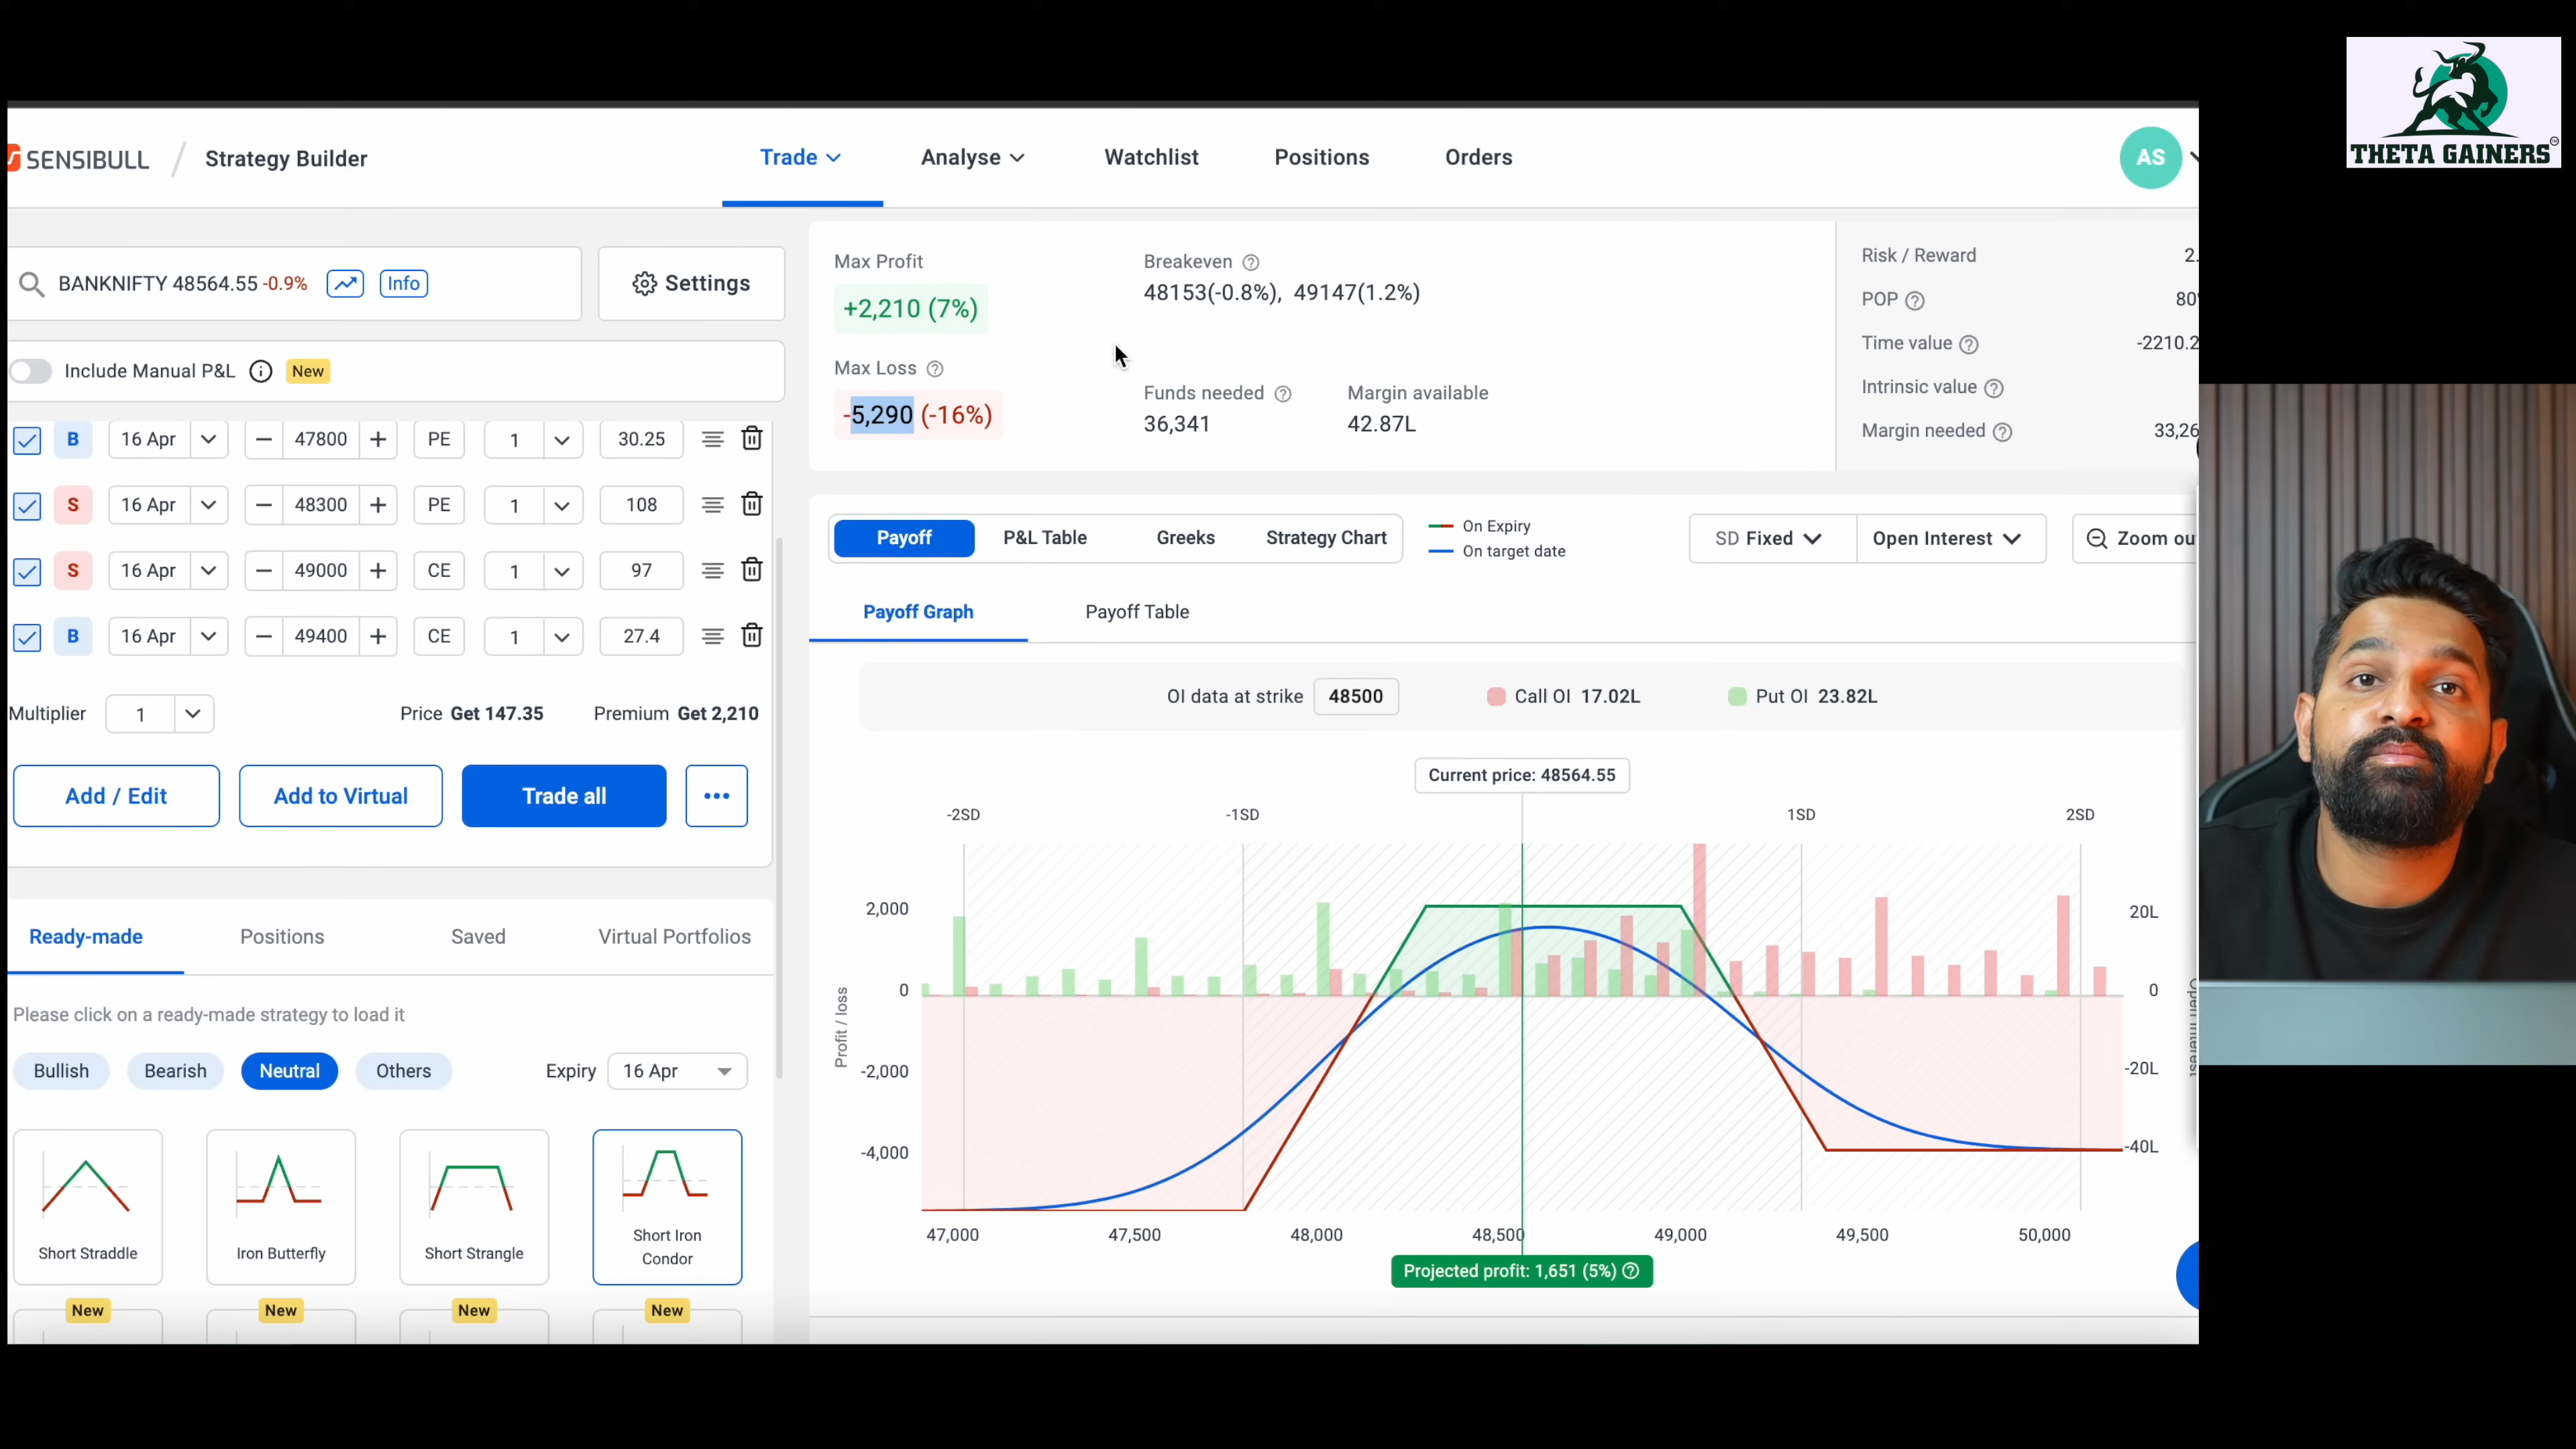 THETA GAINERS
SENSIBULL / Strategy Builder
Trade
Analyse
Watchlist
Positions
Orders
AS
BANKNIFTY 48564.55 -0.9%
Info
Settings
Include Manual P&L
New
B 16 Apr 47800 PE 1 30.25
S 16 Apr 48300 PE 1 108
S 16 Apr 49000 CE 1 97
B 16 Apr 49400 CE 1 27.4
Multiplier 1
Price Get 147.35
Premium Get 2,210
Add / Edit
Add to Virtual
Trade all
Ready-made
Positions
Saved
Virtual Portfolios
Please click on a ready-made strategy to load it
Bullish
Bearish
Neutral
Others
Expiry 16 Apr
Short Straddle
Iron Butterfly
Short Strangle
Short Iron
Condor
New
New
New
New
Max Profit
+2,210 (7%)
Max Loss
-5,290 (-16%)
Breakeven
48153(-0.8%), 49147(1.2%)
Funds needed
36,341
Margin available
42.87L
Risk / Reward 2.
POP 80
Time value -2210.2
Intrinsic value
Margin needed 33,26
Payoff
P&L Table
Greeks
Strategy Chart
On Expiry
On target date
SD Fixed
Open Interest
Zoom ou
Payoff Graph
Payoff Table
OI data at strike 48500
Call OI 17.02L
Put OI 23.82L
Current price: 48564.55
-2SD
-1SD
1SD
2SD
Profit / loss
2,000
0
-2,000
-4,000
20L
0
-20L
-40L
Open Interest
47,000
47,500
48,000
48,500
49,000
49,500
50,000
Projected profit: 1,651 (5%)